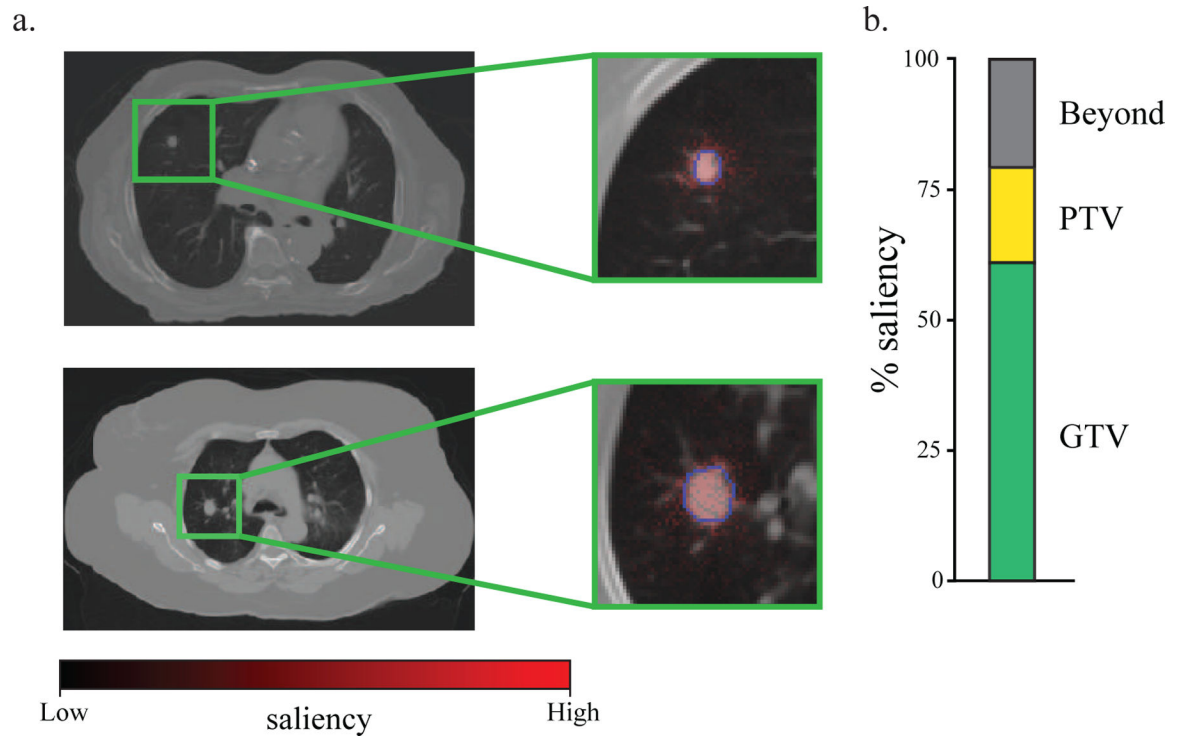 a.
Low
saliency
High
b.
% saliency
100
75
50
25
0
Beyond
PTV
GTV